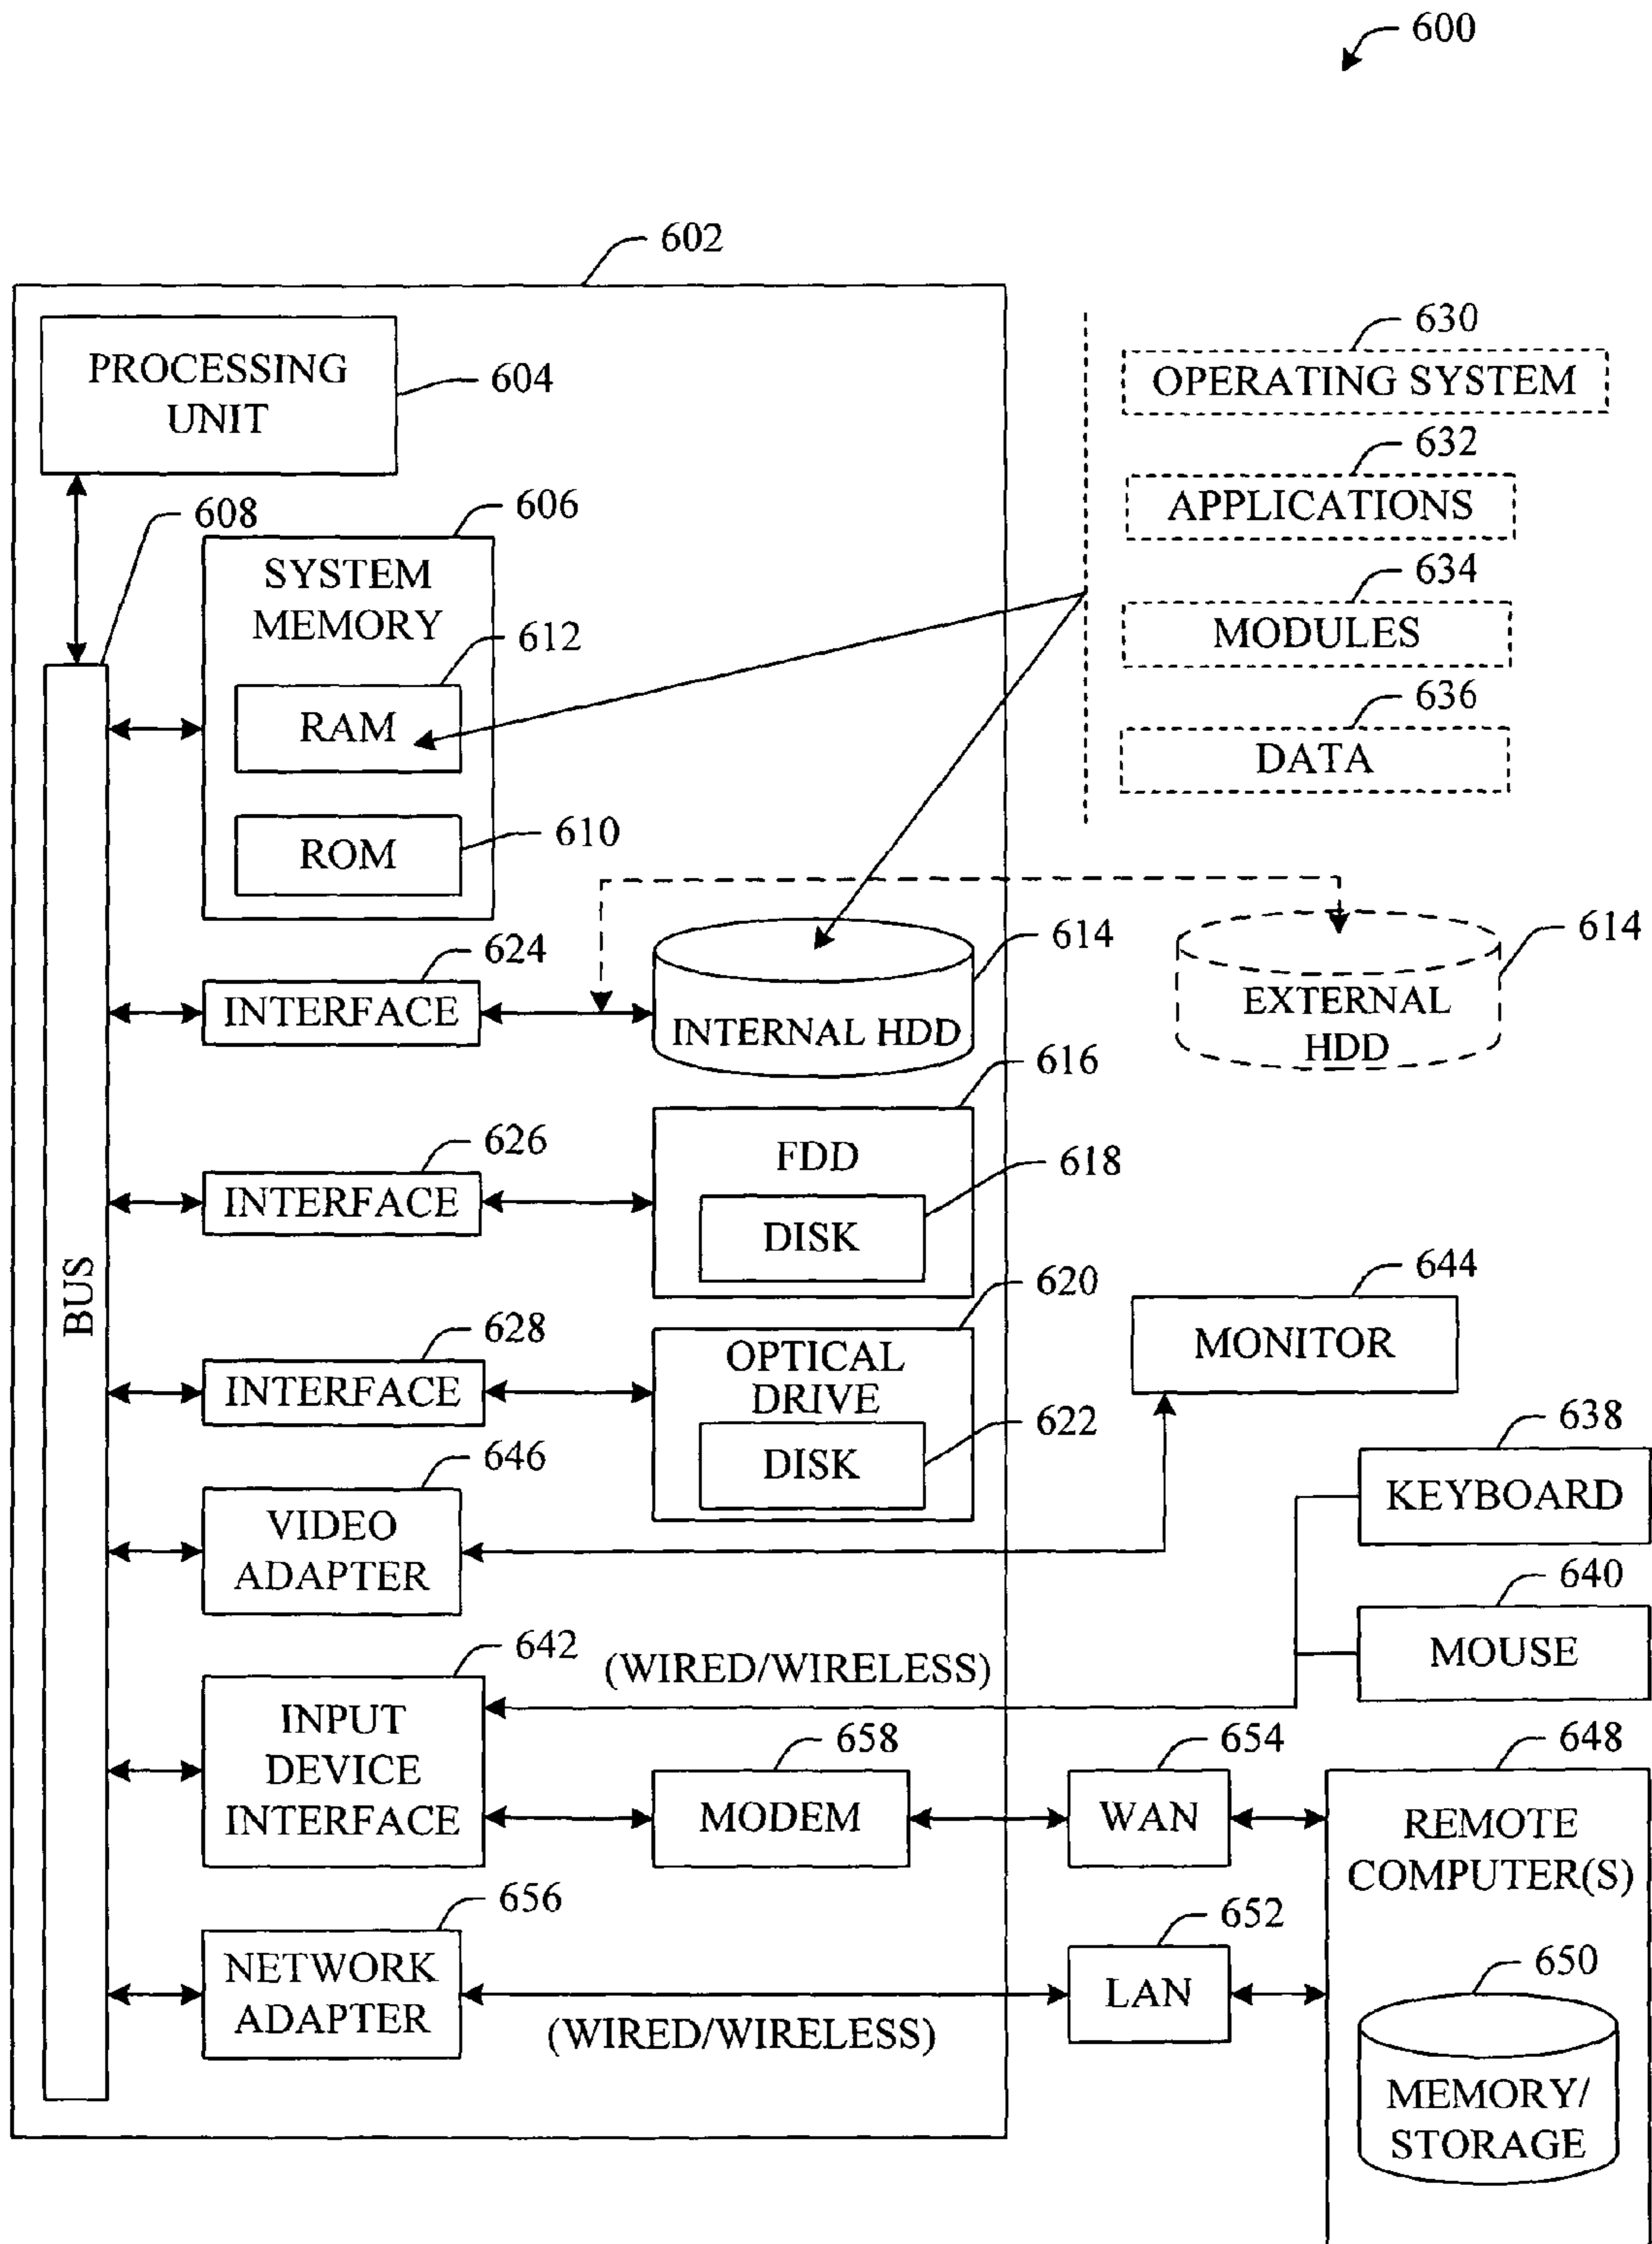 600
602
PROCESSING
UNIT
604
630
OPERATING SYSTEM
632
APPLICATIONS
634
MODULES
636
DATA
608
606
SYSTEM
MEMORY
612
RAM
610
ROM
624
INTERFACE
614
INTERNAL HDD
614
EXTERNAL
HDD
616
FDD
626
INTERFACE
618
DISK
BUS
620
OPTICAL
DRIVE
628
INTERFACE
622
DISK
644
MONITOR
638
KEYBOARD
646
VIDEO
ADAPTER
640
MOUSE
642
(WIRED/WIRELESS)
INPUT
DEVICE
INTERFACE
658
MODEM
654
WAN
648
REMOTE
COMPUTER(S)
656
NETWORK
ADAPTER
(WIRED/WIRELESS)
652
LAN
650
MEMORY/
STORAGE